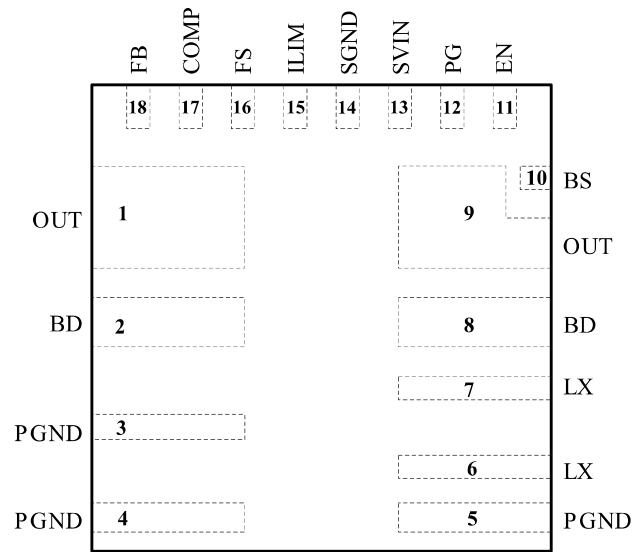 FB COMP FS ILIM SGND SVIN PG EN
18 17 16 15 14 13 12 11
10 BS
OUT 1 9
OUT
BD 2 8 BD
7 LX
PGND 3
6 LX
PGND 4 5 PGND